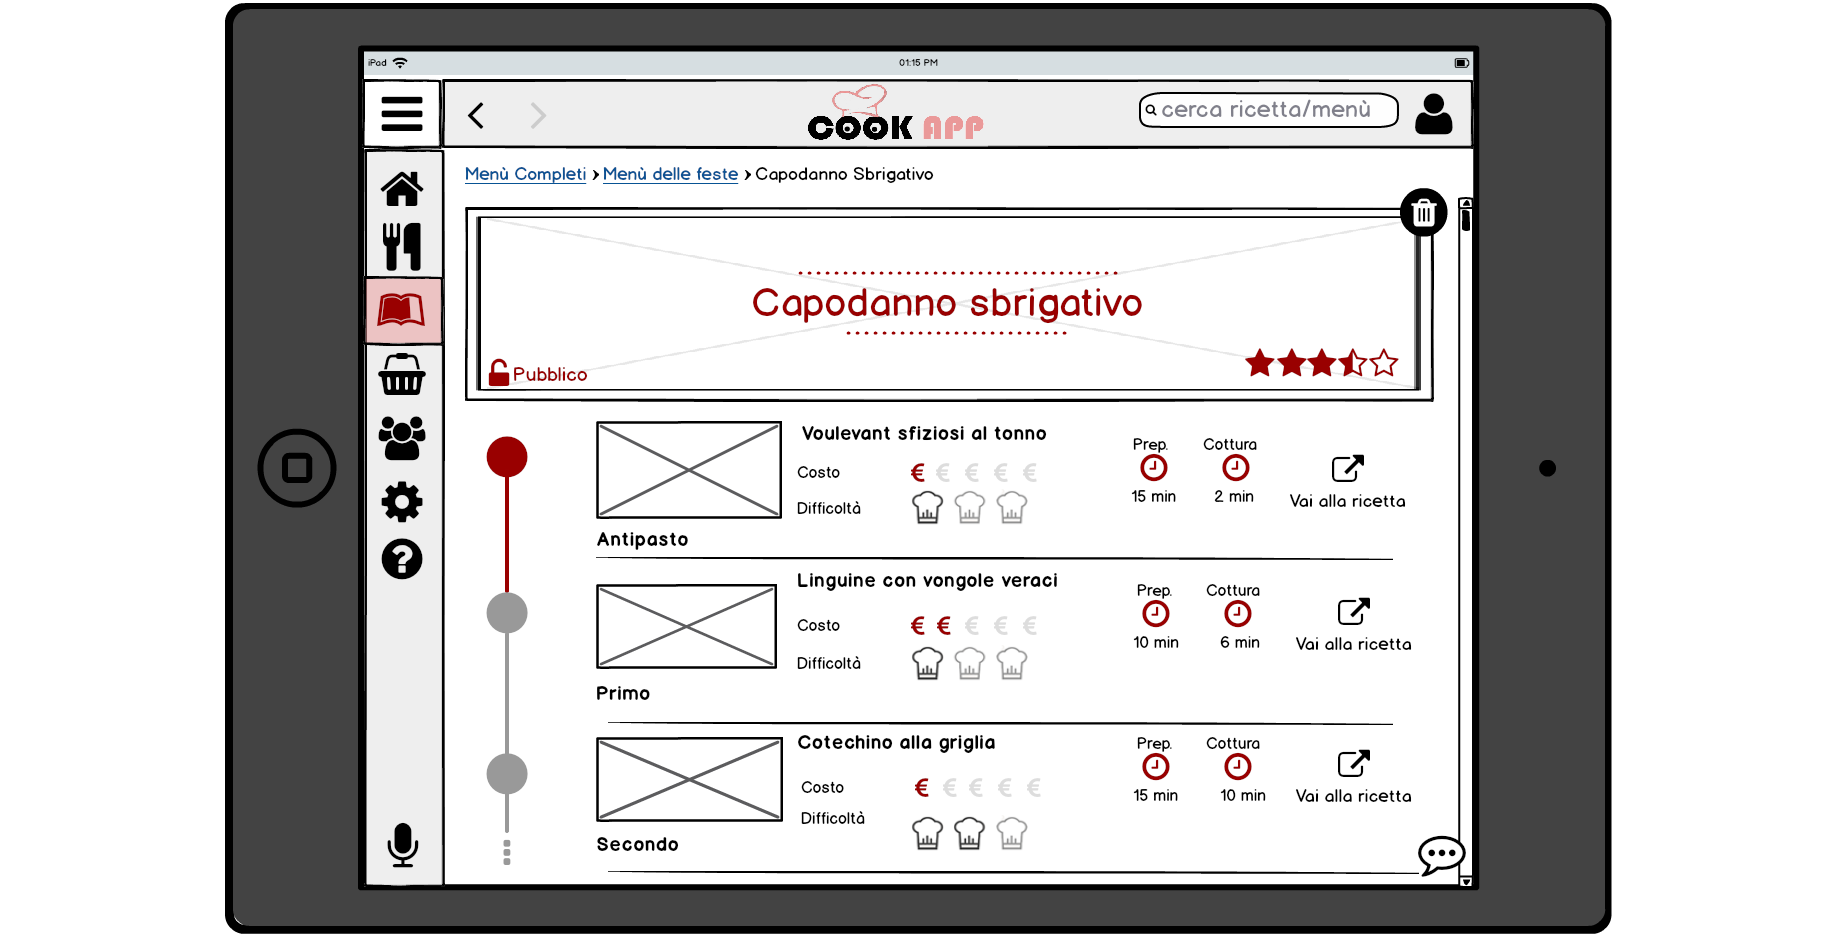 iPad
01:15 PM
COOK APP
cerca ricetta/menù
Menù Completi › Menù delle feste › Capodanno Sbrigativo
Capodanno sbrigativo
Pubblico
Voulevant sfiziosi al tonno
Costo € € € € €
Difficoltà
Prep.
15 min
Cottura
2 min
Vai alla ricetta
Antipasto
Linguine con vongole veraci
Costo € € € € €
Difficoltà
Prep.
10 min
Cottura
6 min
Vai alla ricetta
Primo
Cotechino alla griglia
Costo € € € € €
Difficoltà
Prep.
15 min
Cottura
10 min
Vai alla ricetta
Secondo